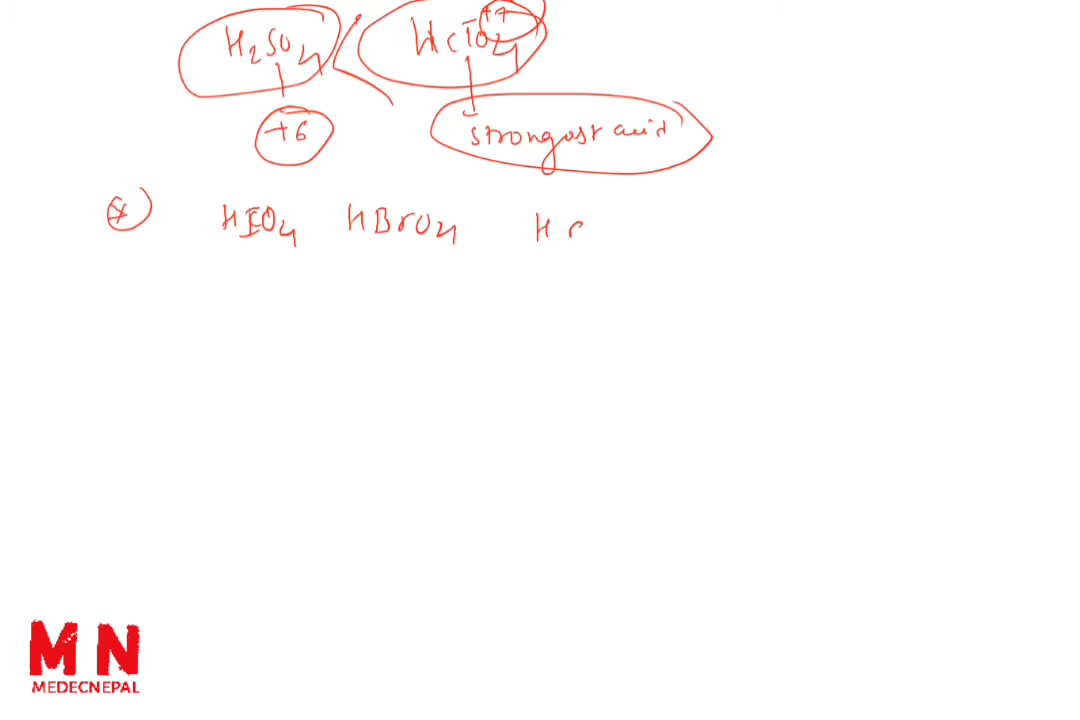 H2SO4 < HClO4 +7
+6 strongest acid
* HIO4 HBrO4 H C
MN
MEDECNEPAL